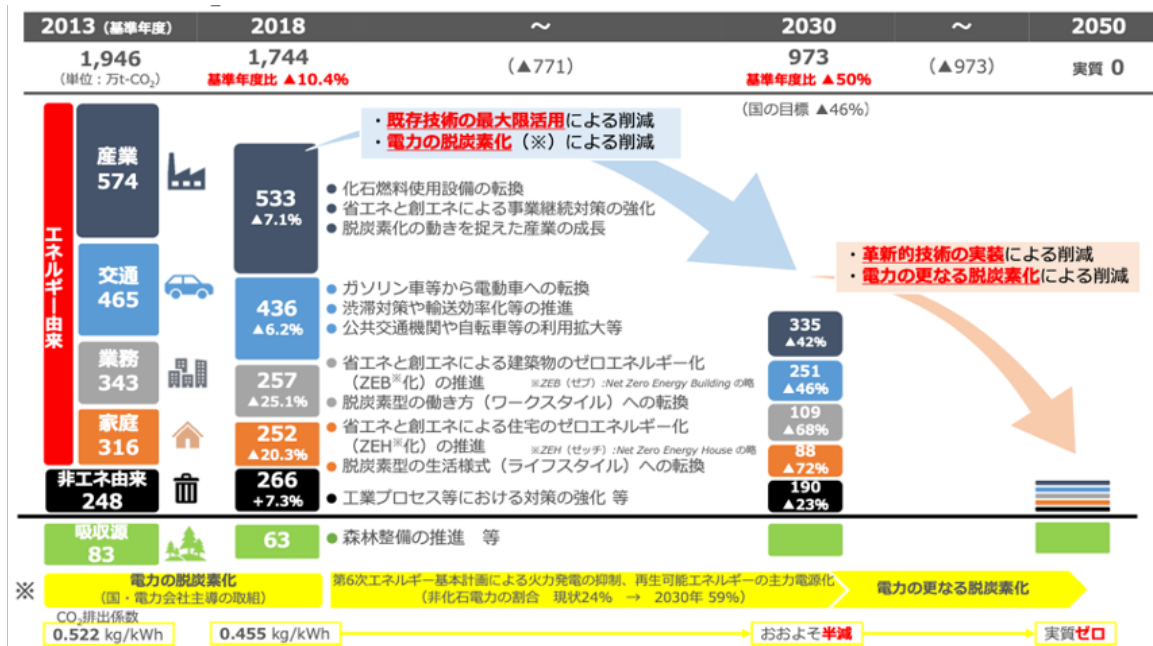 2013 (基準年度)
2018
～
2030
～
2050
1,946
(単位：万t-CO₂)
1,744
基準年度比 ▲10.4%
(▲771)
973
基準年度比 ▲50%
(▲973)
実質 0
(国の目標 ▲46%)
・既存技術の最大限活用による削減
・電力の脱炭素化（※）による削減
・革新的技術の実装による削減
・電力の更なる脱炭素化による削減
エネルギー由来
産業
574
533
▲7.1%
● 化石燃料使用設備の転換
● 省エネと創エネによる事業継続対策の強化
● 脱炭素化の動きを捉えた産業の成長
交通
465
436
▲6.2%
● ガソリン車等から電動車への転換
● 渋滞対策や輸送効率化等の推進
● 公共交通機関や自転車等の利用拡大等
335
▲42%
業務
343
257
▲25.1%
● 省エネと創エネによる建築物のゼロエネルギー化
（ZEB※化）の推進 ※ZEB（ゼブ）:Net Zero Energy Building の略
● 脱炭素型の働き方（ワークスタイル）への転換
251
▲46%
109
▲68%
家庭
316
252
▲20.3%
● 省エネと創エネによる住宅のゼロエネルギー化
（ZEH※化）の推進 ※ZEH（ゼッチ）:Net Zero Energy House の略
● 脱炭素型の生活様式（ライフスタイル）への転換
88
▲72%
非エネ由来
248
266
+7.3%
● 工業プロセス等における対策の強化 等
190
▲23%
吸収源
83
63
● 森林整備の推進 等
※
電力の脱炭素化
(国・電力会社主導の取組)
第6次エネルギー基本計画による火力発電の抑制、再生可能エネルギーの主力電源化
(非化石電力の割合 現状24% → 2030年 59%)
電力の更なる脱炭素化
CO₂排出係数
0.522 kg/kWh
0.455 kg/kWh
おおよそ半減
実質ゼロ